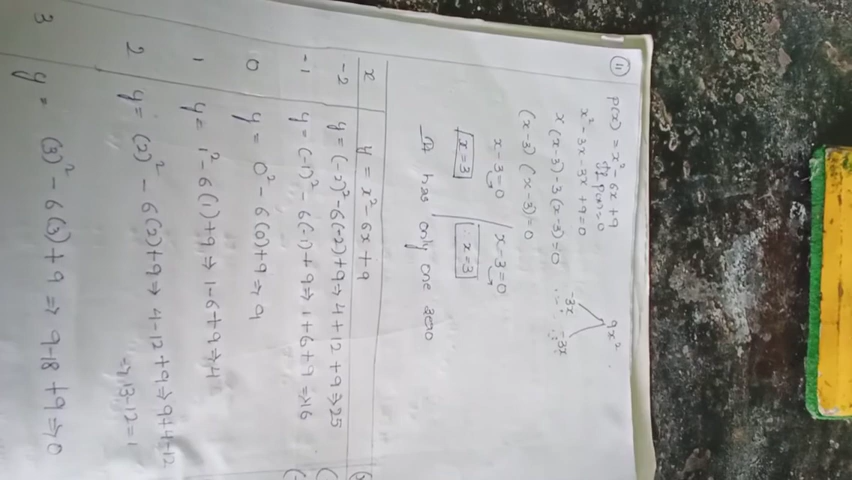 (ii)
p(x) = x² - 6x + 9
If p(x) = 0
x² - 3x - 3x + 9 = 0
x (x-3) - 3 (x-3) = 0
(x-3) (x-3) = 0
9x²
-3x -3x
x - 3 = 0 / x - 3 = 0
x = 3 ∴ x = 3
It has only one zero
x y = x² - 6x + 9
-2 y = (-2)² - 6(-2) + 9 ⇒ 4 + 12 + 9 ⇒ 25
-1 y = (-1)² - 6(-1) + 9 ⇒ 1 + 6 + 9 ⇒ 16
0 y = 0² - 6(0) + 9 ⇒ 9
1 y = 1² - 6(1) + 9 ⇒ 1 - 6 + 9 ⇒ 4
2 y = (2)² - 6(2) + 9 ⇒ 4 - 12 + 9 ⇒ 9 + 4 - 12
⇒ 13 - 12 = 1
3 y = (3)² - 6(3) + 9 ⇒ 9 - 18 + 9 ⇒ 0